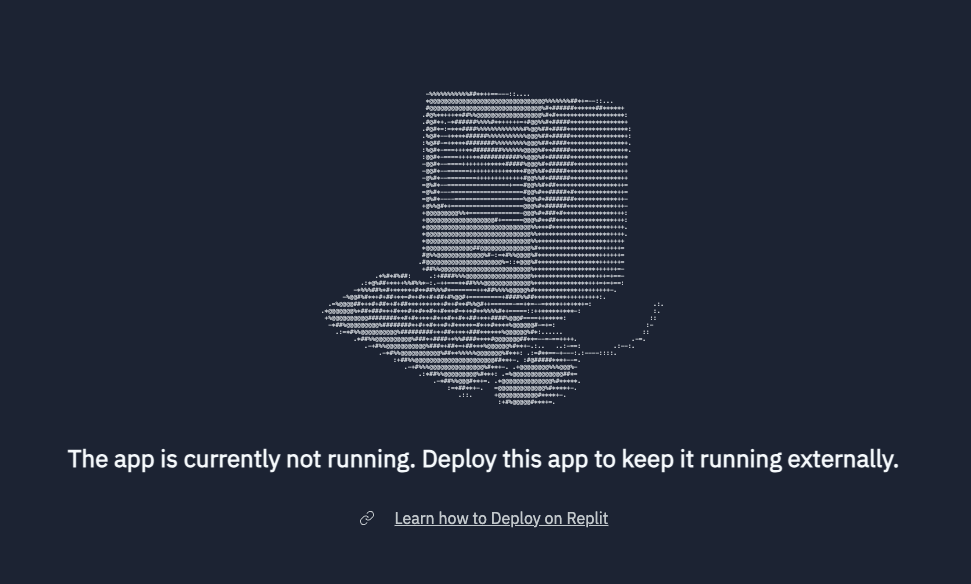 The app is currently not running. Deploy this app to keep it running externally.
Learn how to Deploy on Replit